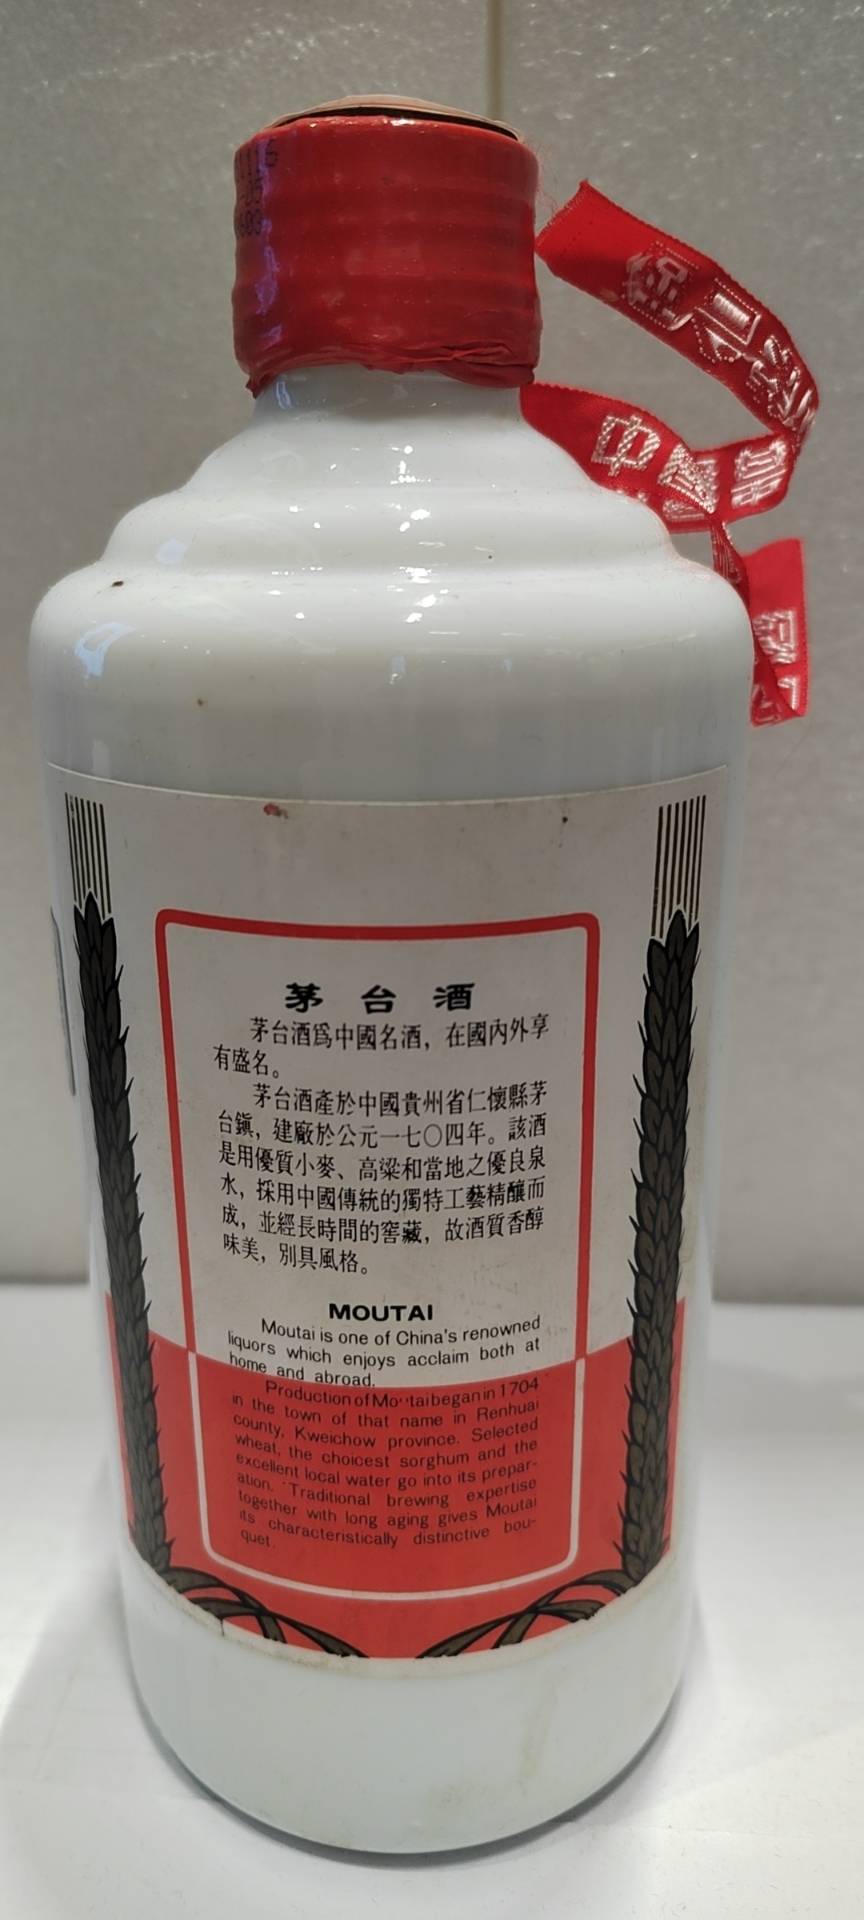 茅台酒
茅台酒爲中國名酒，在國內外享
有盛名。
茅台酒產於中國貴州省仁懷縣茅
台鎭，建廠於公元一七〇四年。該酒
是用優質小麥、高粱和當地之優良泉
水，採用中國傳統的獨特工藝精釀而
成，並經長時間的窖藏，故酒質香醇
味美，別具風格。
MOUTAI
Moutai is one of China's renowned
liquors which enjoys acclaim both at
home and abroad.
Production of Moutai began in 1704
in the town of that name in Renhuai
county, Kweichow province. Selected
wheat, the choicest sorghum and the
excellent local water go into its prepar-
ation. Traditional brewing expertise
together with long aging gives Moutai
its characteristically distinctive bou-
quet.
中國